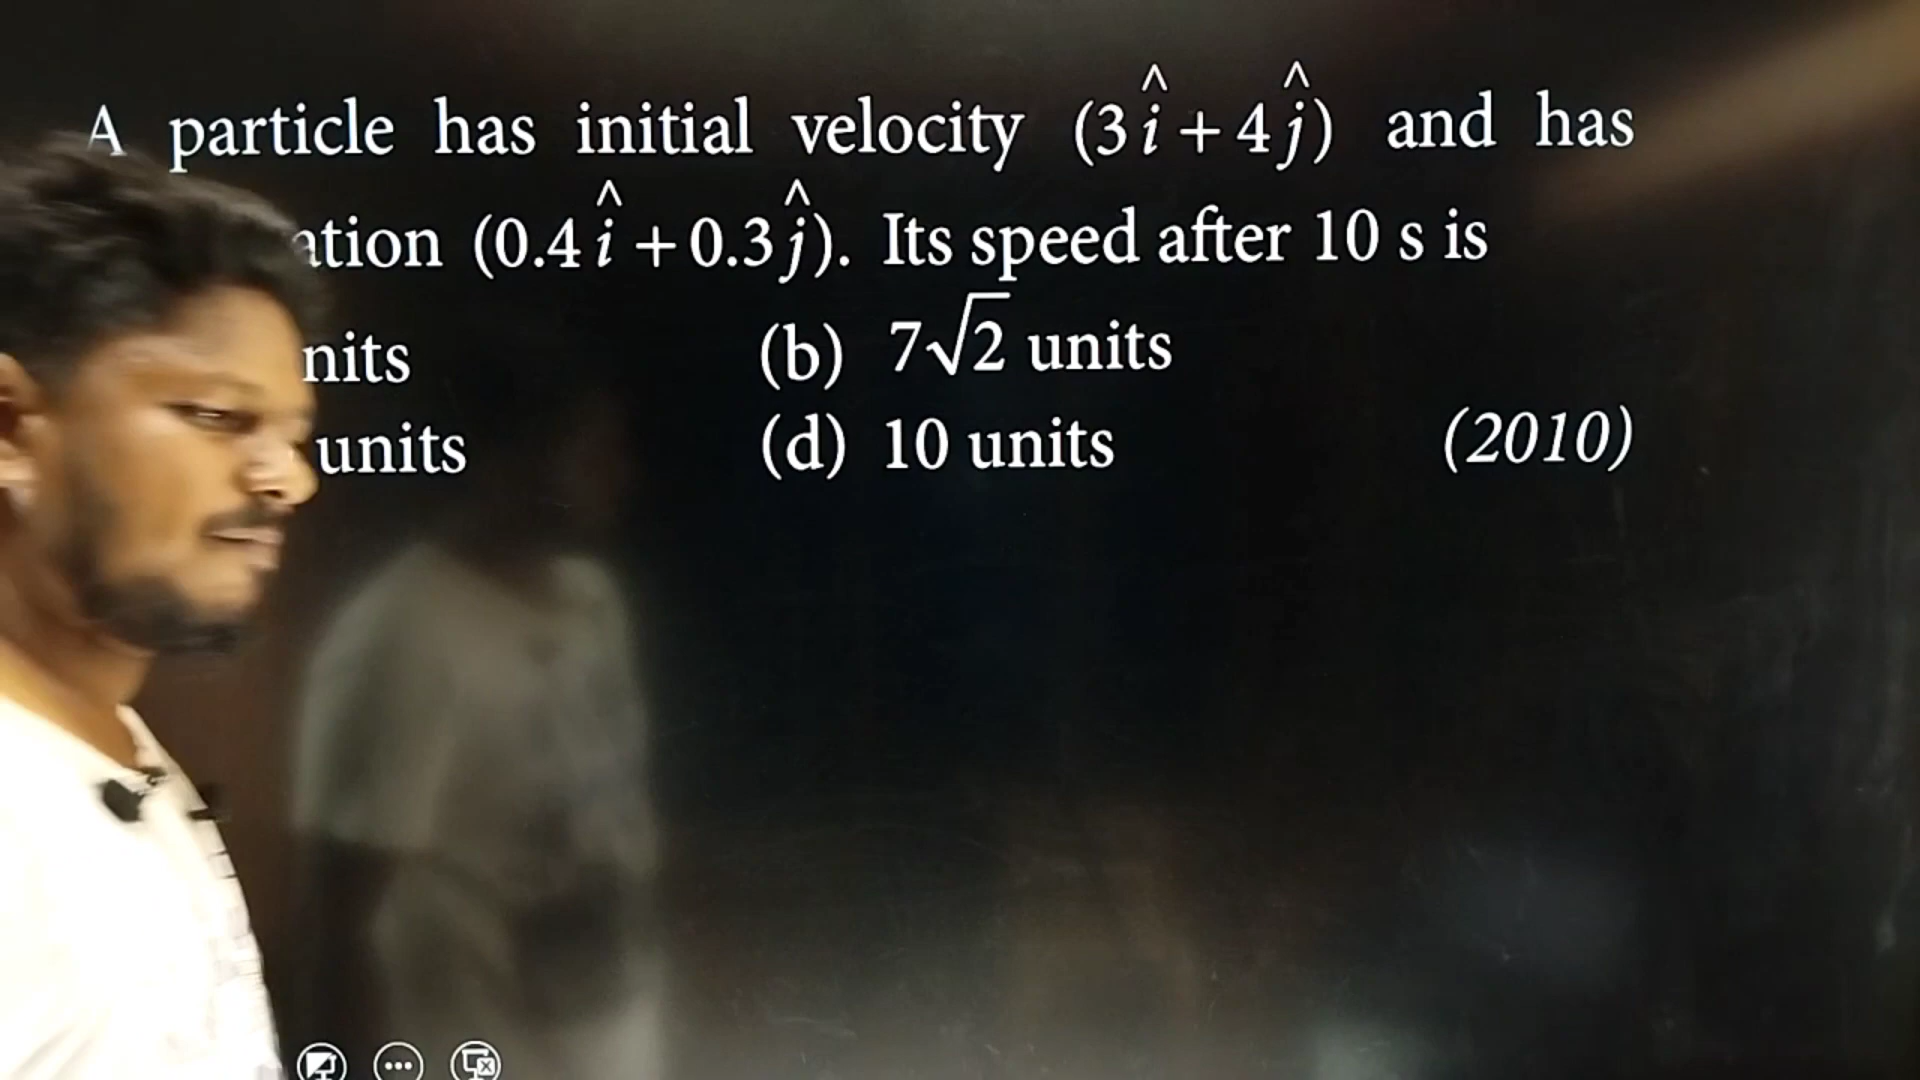 A particle has initial velocity (3î + 4ĵ) and has
ation (0.4î + 0.3ĵ). Its speed after 10 s is
nits (b) 7√2 units
units (d) 10 units (2010)